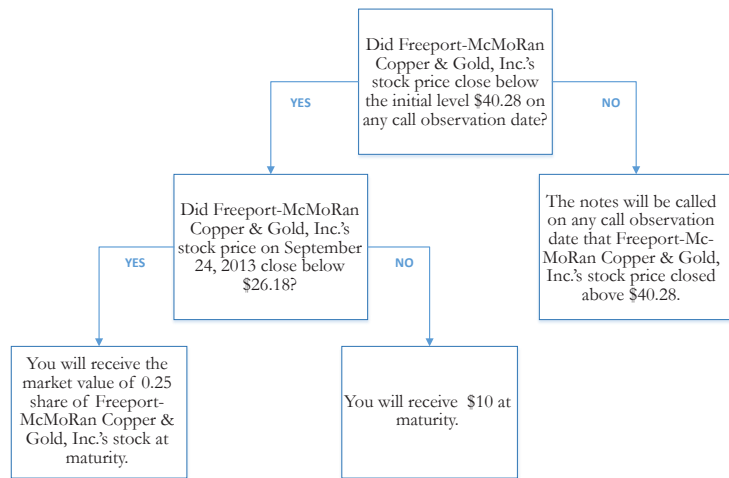 Did Freeport-McMoRan
Copper & Gold, Inc.'s
stock price close below
the initial level $40.28 on
any call observation date?
YES
NO
Did Freeport-McMoRan
Copper & Gold, Inc.'s
stock price on September
24, 2013 close below
$26.18?
The notes will be called
on any call observation
date that Freeport-Mc-
MoRan Copper & Gold,
Inc.'s stock price closed
above $40.28.
YES
NO
You will receive the
market value of 0.25
share of Freeport-
McMoRan Copper &
Gold, Inc.'s stock at
maturity.
You will receive $10 at
maturity.